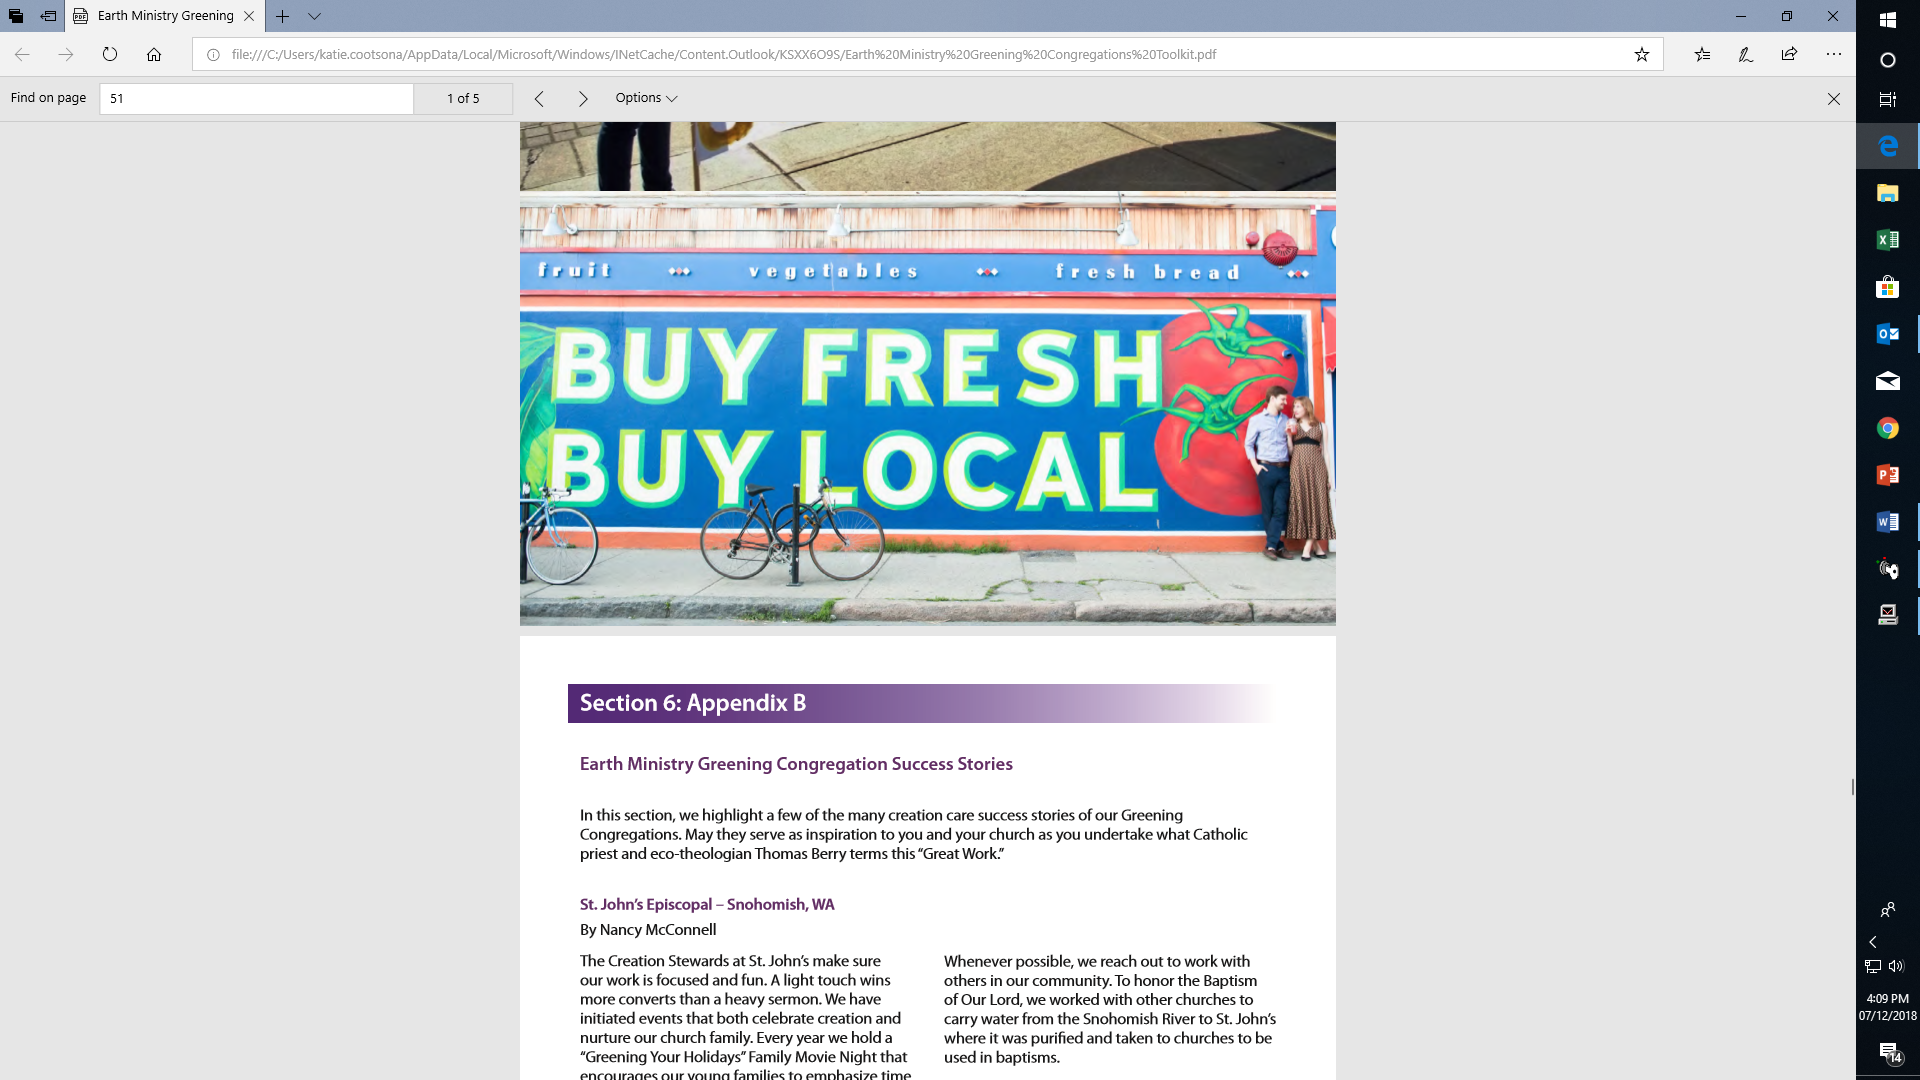 Earth Ministry Greening
file:///C:/Users/katie.cootsona/AppData/Local/Microsoft/Windows/INetCache/Content.Outlook/KSXX6O9S/Earth%20Ministry%20Greening%20Congregations%20Toolkit.pdf
Find on page 51 1 of 5 Options
fruit vegetables fresh bread
BUY FRESH
BUY LOCAL
Section 6: Appendix B
Earth Ministry Greening Congregation Success Stories
In this section, we highlight a few of the many creation care success stories of our Greening
Congregations. May they serve as inspiration to you and your church as you undertake what Catholic
priest and eco-theologian Thomas Berry terms this “Great Work.”
St. John’s Episcopal – Snohomish, WA
By Nancy McConnell
The Creation Stewards at St. John’s make sure
our work is focused and fun. A light touch wins
more converts than a heavy sermon. We have
initiated events that both celebrate creation and
nurture our church family. Every year we hold a
“Greening Your Holidays” Family Movie Night that
encourages our young families to emphasize time
Whenever possible, we reach out to work with
others in our community. To honor the Baptism
of Our Lord, we worked with other churches to
carry water from the Snohomish River to St. John’s
where it was purified and taken to churches to be
used in baptisms.
4:09 PM
07/12/2018
14